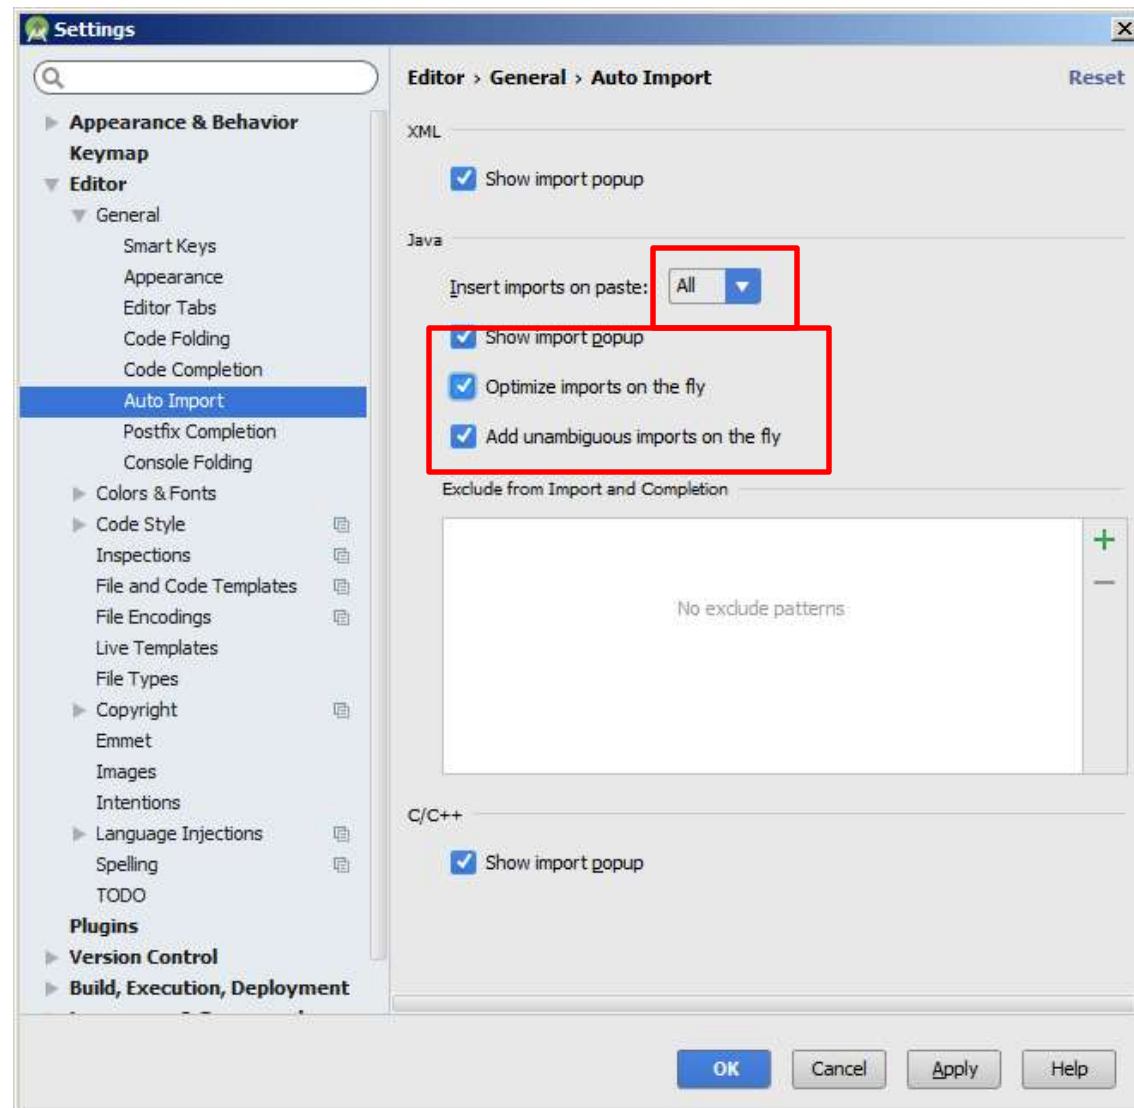 Settings
Editor › General › Auto Import
Reset
Appearance & Behavior
Keymap
Editor
General
Smart Keys
Appearance
Editor Tabs
Code Folding
Code Completion
Auto Import
Postfix Completion
Console Folding
Colors & Fonts
Code Style
Inspections
File and Code Templates
File Encodings
Live Templates
File Types
Copyright
Emmet
Images
Intentions
Language Injections
Spelling
TODO
Plugins
Version Control
Build, Execution, Deployment
XML
Show import popup
Java
Insert imports on paste: All
Show import popup
Optimize imports on the fly
Add unambiguous imports on the fly
Exclude from Import and Completion
No exclude patterns
C/C++
Show import popup
OK Cancel Apply Help